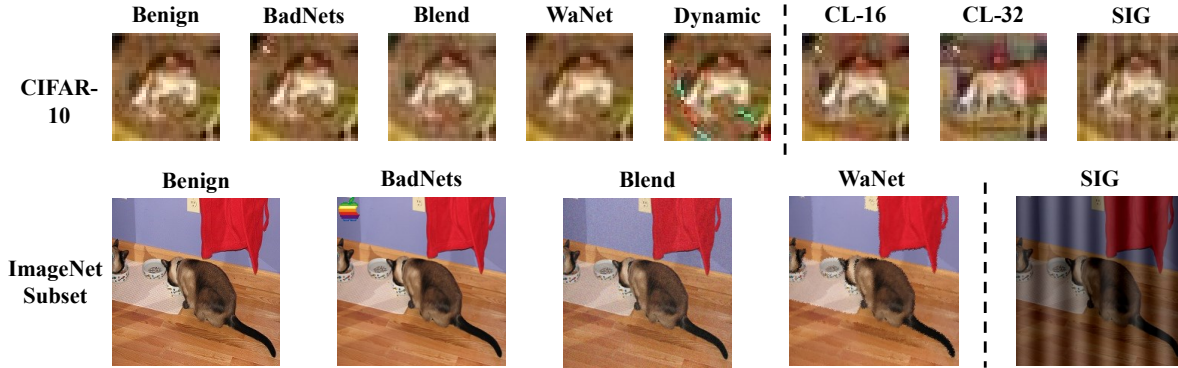 Benign BadNets Blend WaNet Dynamic CL-16 CL-32 SIG
CIFAR-
10
Benign BadNets Blend WaNet SIG
ImageNet
Subset